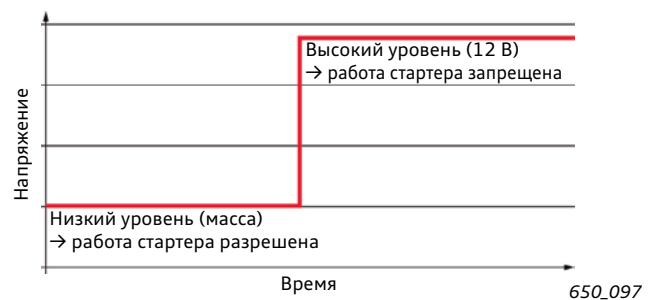 Высокий уровень (12 В)
→ работа стартера запрещена
Напряжение
Низкий уровень (масса)
→ работа стартера разрешена
Время
650_097